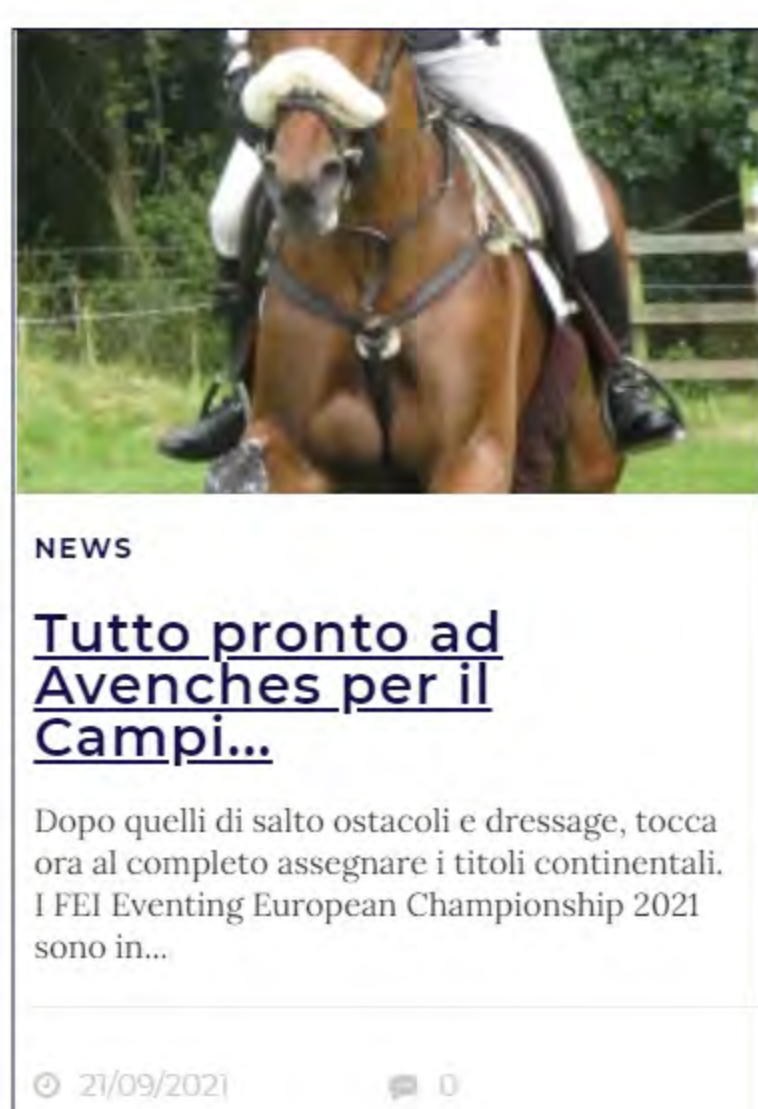 NEWS
Tutto pronto ad
Avenches per il
Campi...
Dopo quelli di salto ostacoli e dressage, tocca
ora al completo assegnare i titoli continentali.
I FEI Eventing European Championship 2021
sono in...
21/09/2021 0